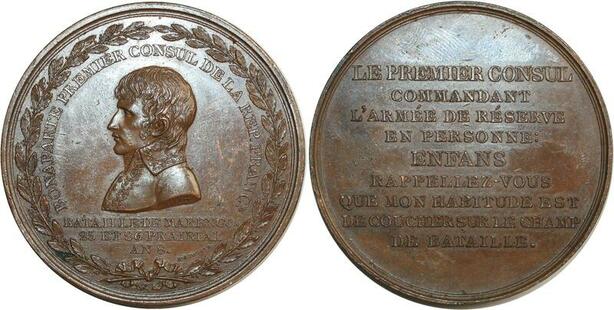 BONAPARTE PREMIER CONSUL DE LA REP. FRANÇ.
BATAILLE DE MARENGO.
25 ET 26 PRAIRIAL
AN 8.
LE PREMIER CONSUL
COMMANDANT
L'ARMÉE DE RÉSERVE
EN PERSONNE:
ENFANS
RAPPELLEZ-VOUS
QUE MON HABITUDE EST
DE COUCHER SUR LE CHAMP
DE BATAILLE.